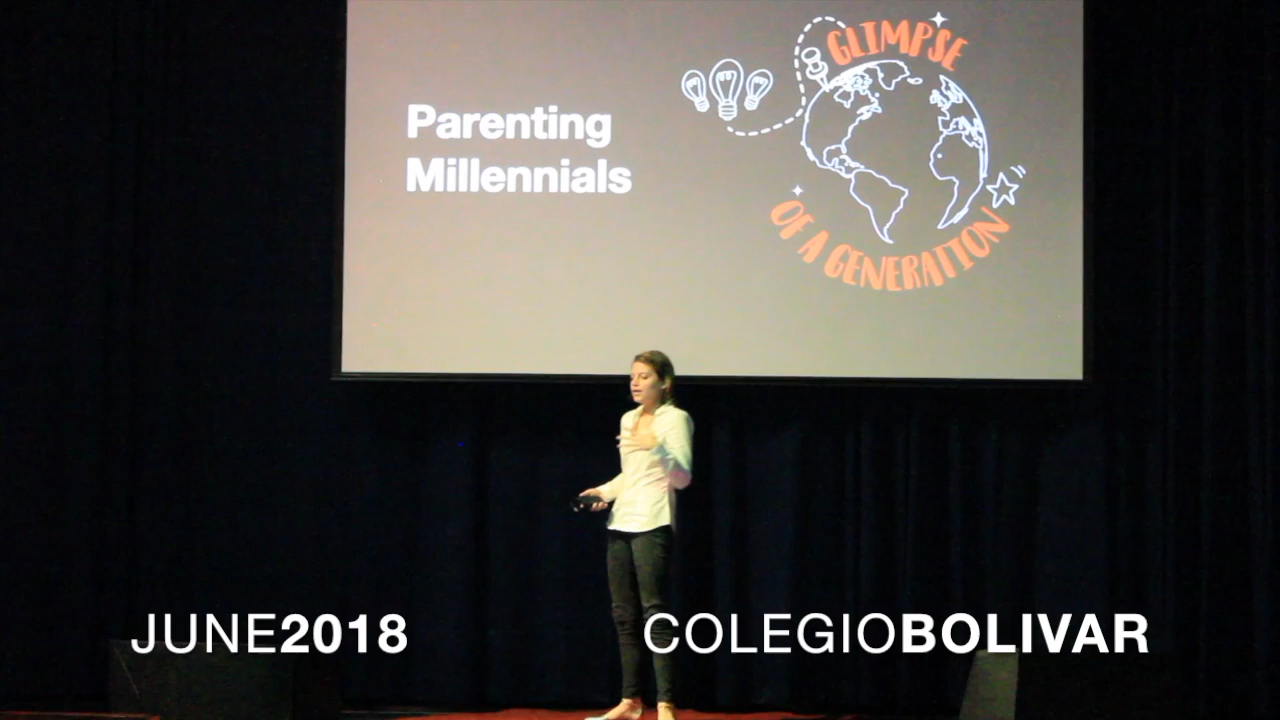 Parenting
Millennials
GLIMPSE
OF A GENERATION
JUNE2018
COLEGIOBOLIVAR